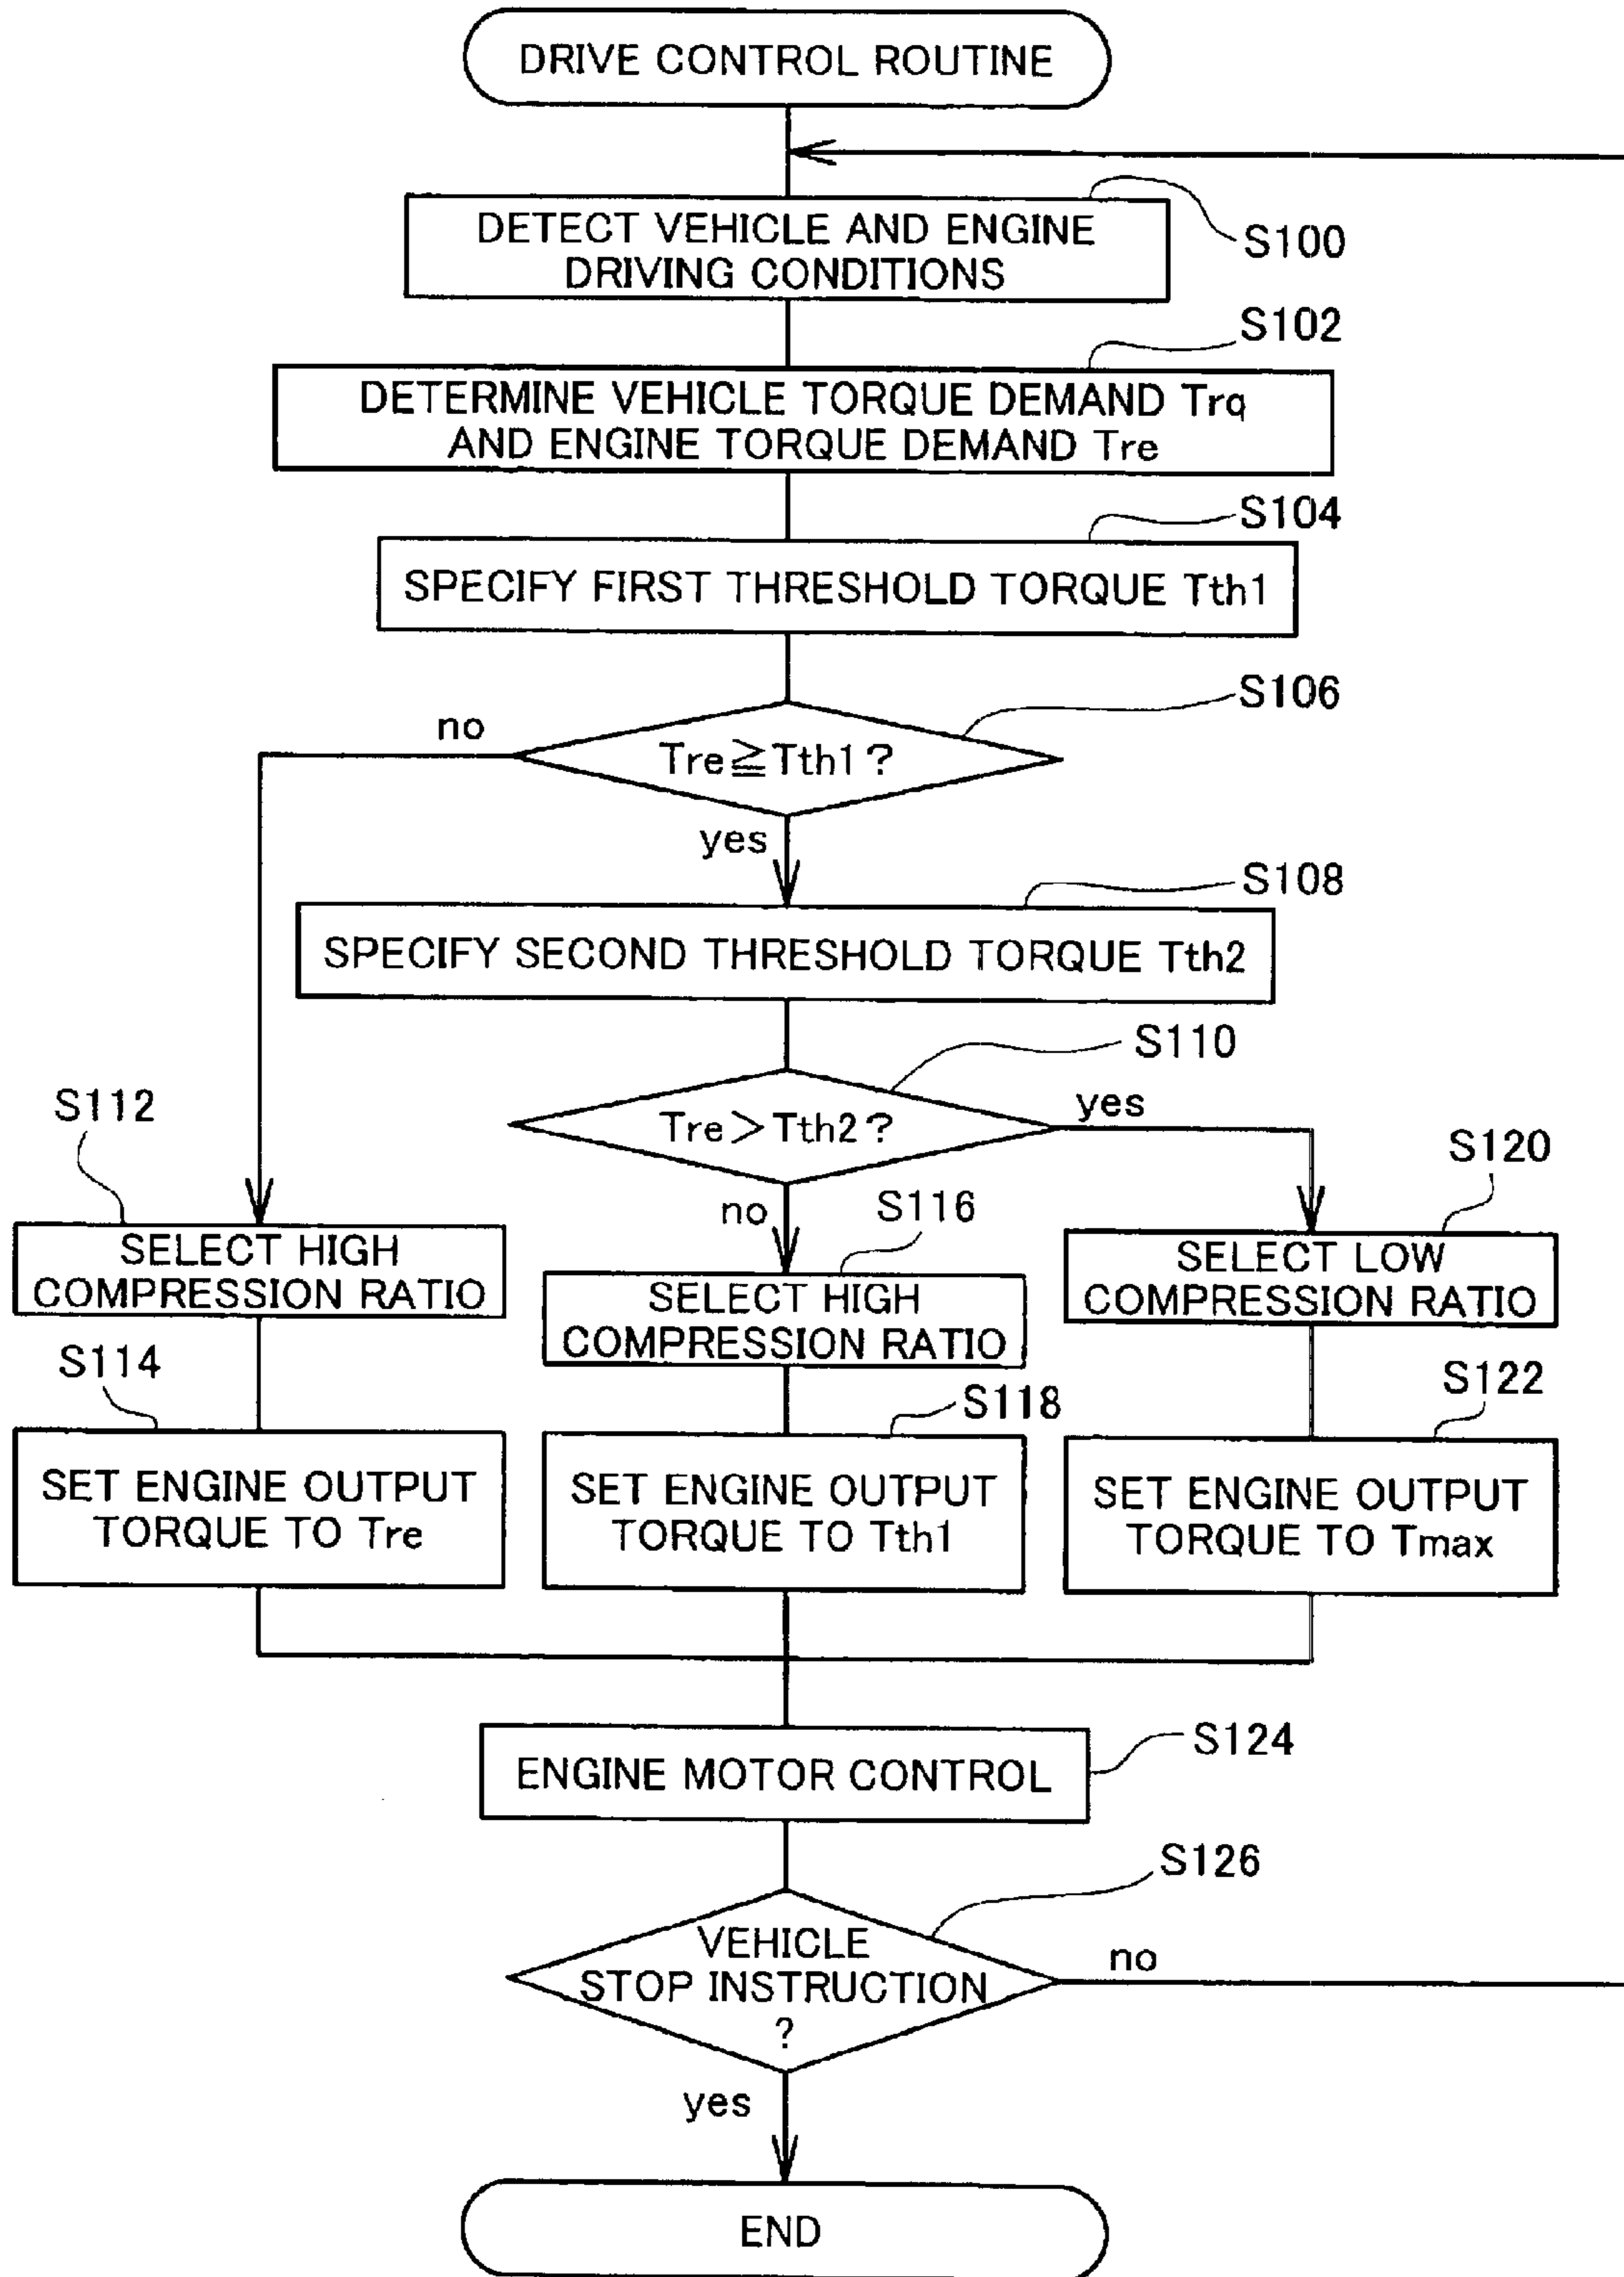 DRIVE CONTROL ROUTINE
DETECT VEHICLE AND ENGINE
DRIVING CONDITIONS
S100
S102
DETERMINE VEHICLE TORQUE DEMAND Trq
AND ENGINE TORQUE DEMAND Tre
S104
SPECIFY FIRST THRESHOLD TORQUE Tth1
S106
no
Tre≧Tth1?
yes
S108
SPECIFY SECOND THRESHOLD TORQUE Tth2
S110
Tre>Tth2?
yes
no
S112
SELECT HIGH
COMPRESSION RATIO
S116
SELECT HIGH
COMPRESSION RATIO
S120
SELECT LOW
COMPRESSION RATIO
S114
SET ENGINE OUTPUT
TORQUE TO Tre
S118
SET ENGINE OUTPUT
TORQUE TO Tth1
S122
SET ENGINE OUTPUT
TORQUE TO Tmax
S124
ENGINE MOTOR CONTROL
S126
VEHICLE
STOP INSTRUCTION
?
no
yes
END